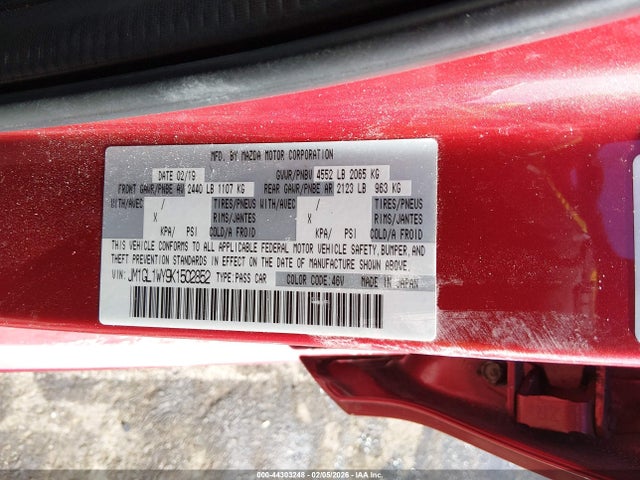 MFD. BY MAZDA MOTOR CORPORATION
DATE 02/19 GVWR/PNBV 4552 LB 2065 KG
FRONT GAWR/PNBE AV 2440 LB 1107 KG REAR GAWR/PNBE AR 2123 LB 963 KG
WITH/AVEC / TIRES/PNEUS WITH/AVEC / TIRES/PNEUS
X RIMS/JANTES X RIMS/JANTES
KPA/ PSI COLD/A FROID KPA/ PSI COLD/A FROID
THIS VEHICLE CONFORMS TO ALL APPLICABLE FEDERAL MOTOR VEHICLE SAFETY, BUMPER, AND
THEFT PREVENTION STANDARDS IN EFFECT ON THE DATE OF MANUFACTURE SHOWN ABOVE.
VIN: JM1GL1WY9K1502852 TYPE:PASS CAR COLOR CODE:46V MADE IN JAPAN
000-44303248 - 02/05/2026 - IAA